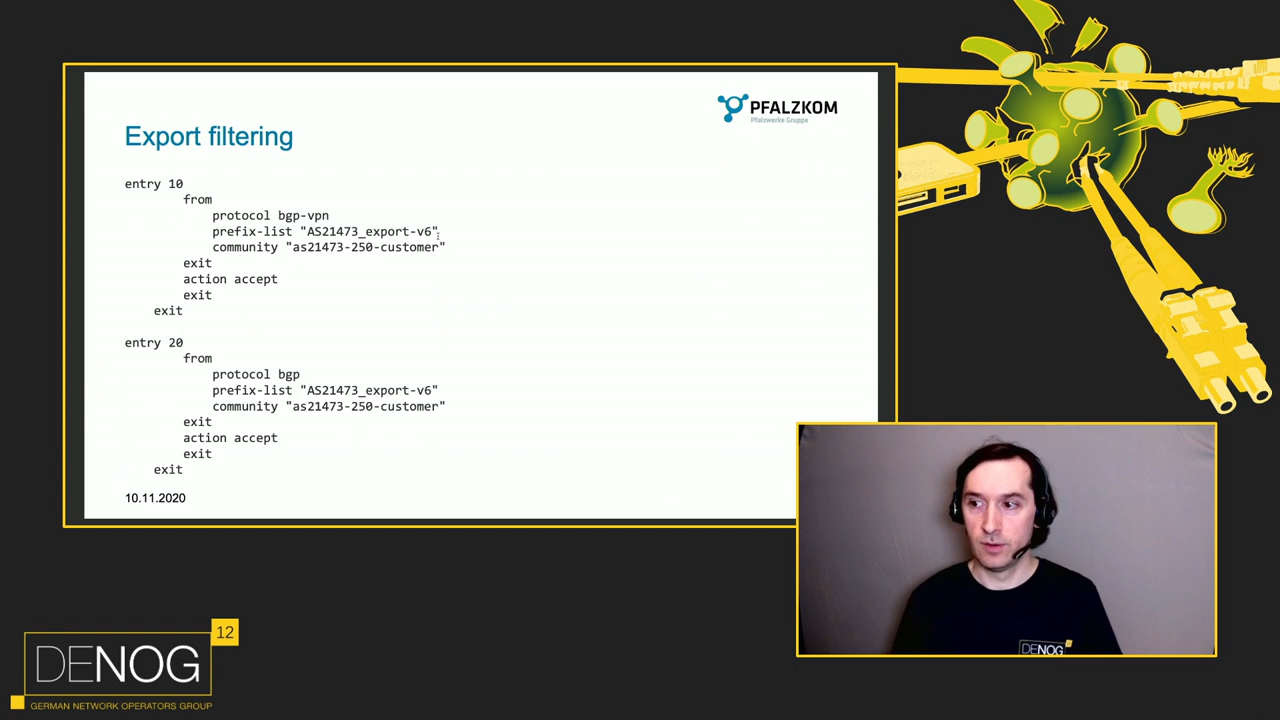 PFALZKOM
Pfalzwerke Gruppe
Export filtering
entry 10
from
protocol bgp-vpn
prefix-list "AS21473_export-v6"
community "as21473-250-customer"
exit
action accept
exit
exit
entry 20
from
protocol bgp
prefix-list "AS21473_export-v6"
community "as21473-250-customer"
exit
action accept
exit
exit
10.11.2020
DENOG
12
DENOG
GERMAN NETWORK OPERATORS GROUP